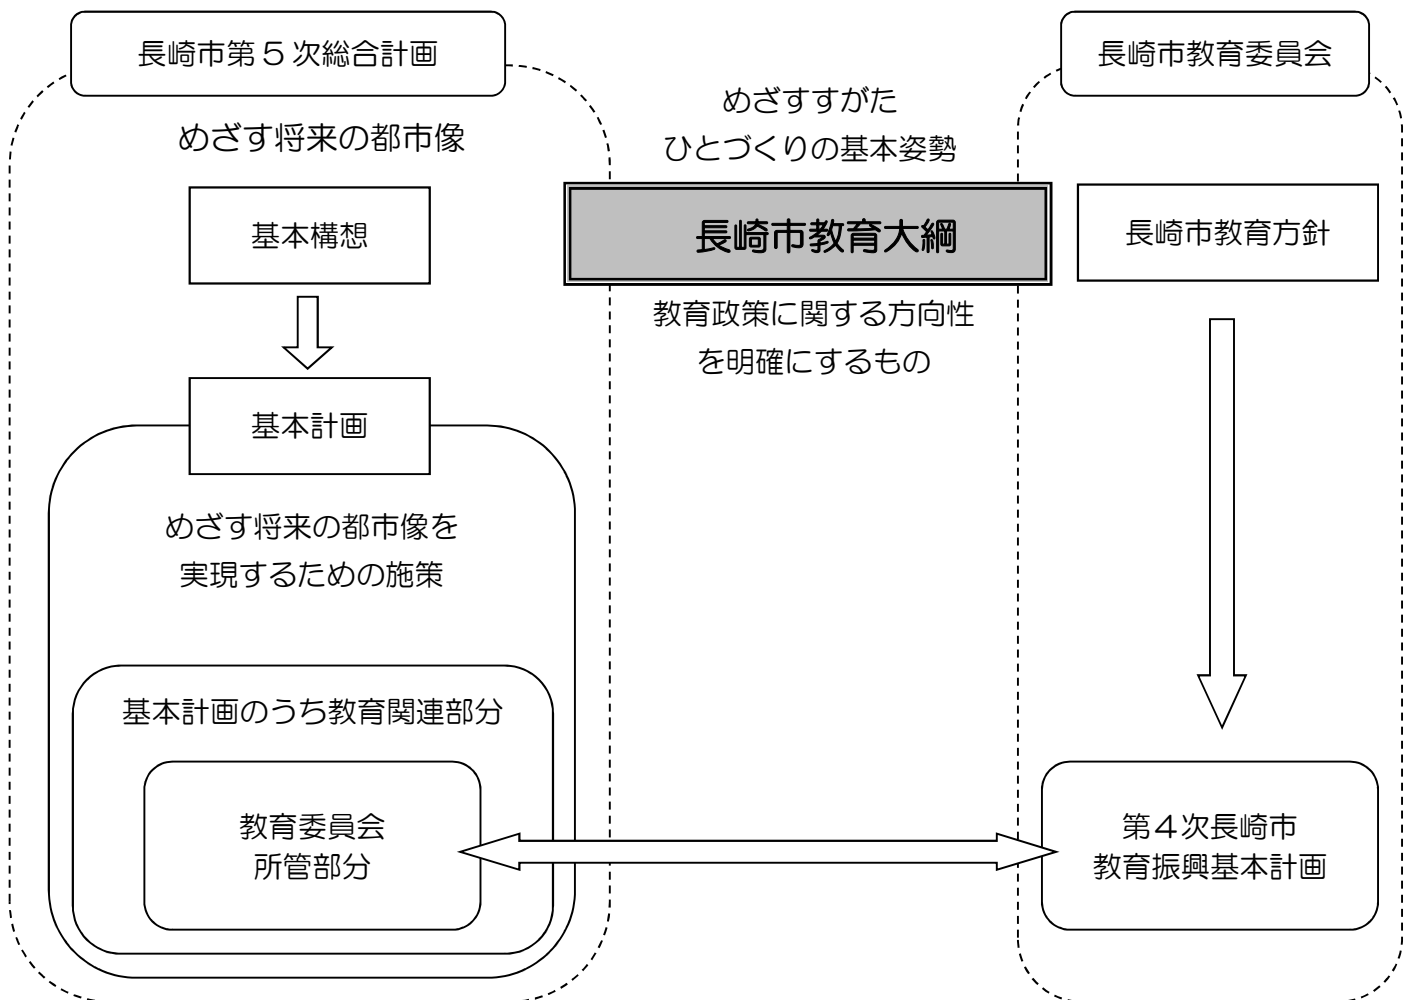 長崎市第５次総合計画
めざす将来の都市像
基本構想
基本計画
めざす将来の都市像を
実現するための施策
基本計画のうち教育関連部分
教育委員会
所管部分
めざすすがた
ひとづくりの基本姿勢
長崎市教育大綱
教育政策に関する方向性
を明確にするもの
長崎市教育委員会
長崎市教育方針
第４次長崎市
教育振興基本計画